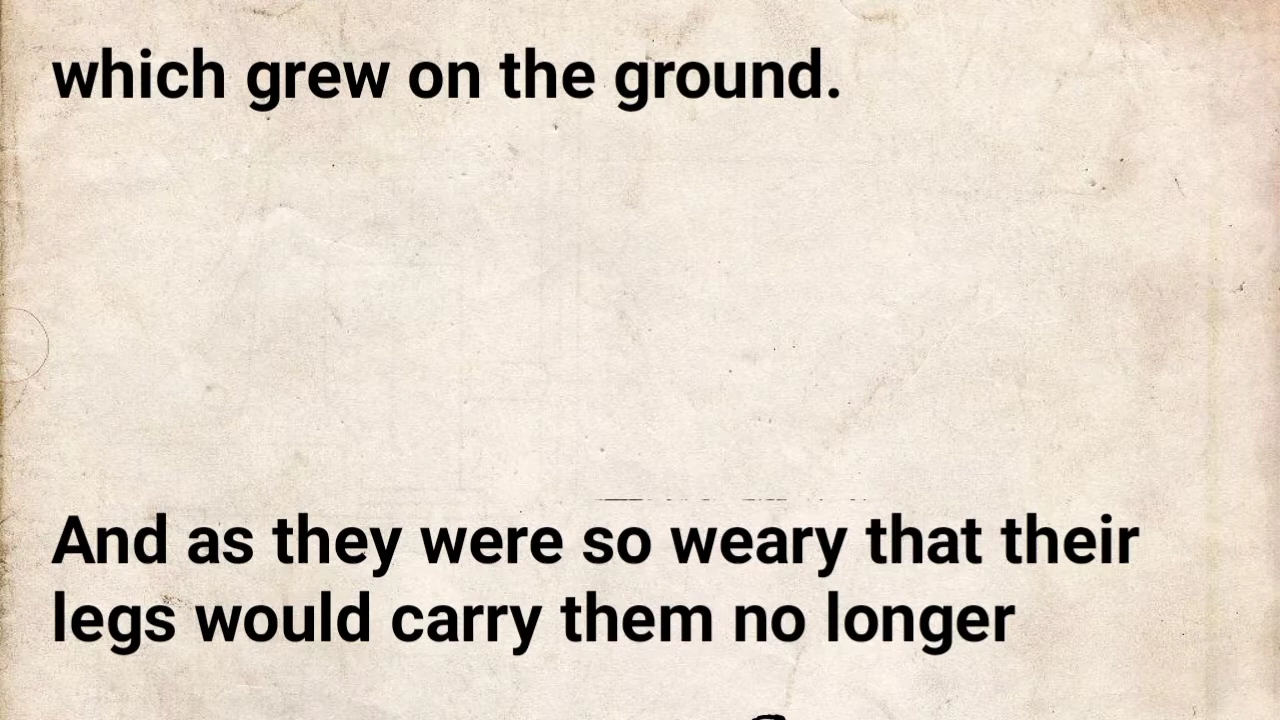 which grew on the ground.
And as they were so weary that their
legs would carry them no longer